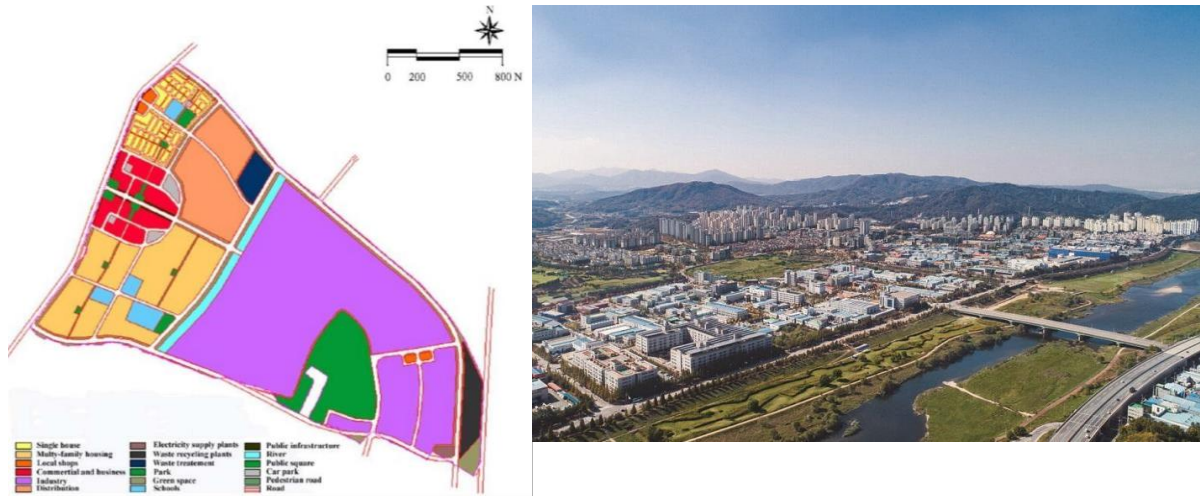 N
0 200 500 800 N
Single house
Multy-family housing
Local shops
Commercial and business
Industry
Distribution
Electricity supply plants
Waste recycling plants
Waste treatement
Park
Green space
Schools
Public infrastructure
River
Public square
Car park
Pedestrian road
Road